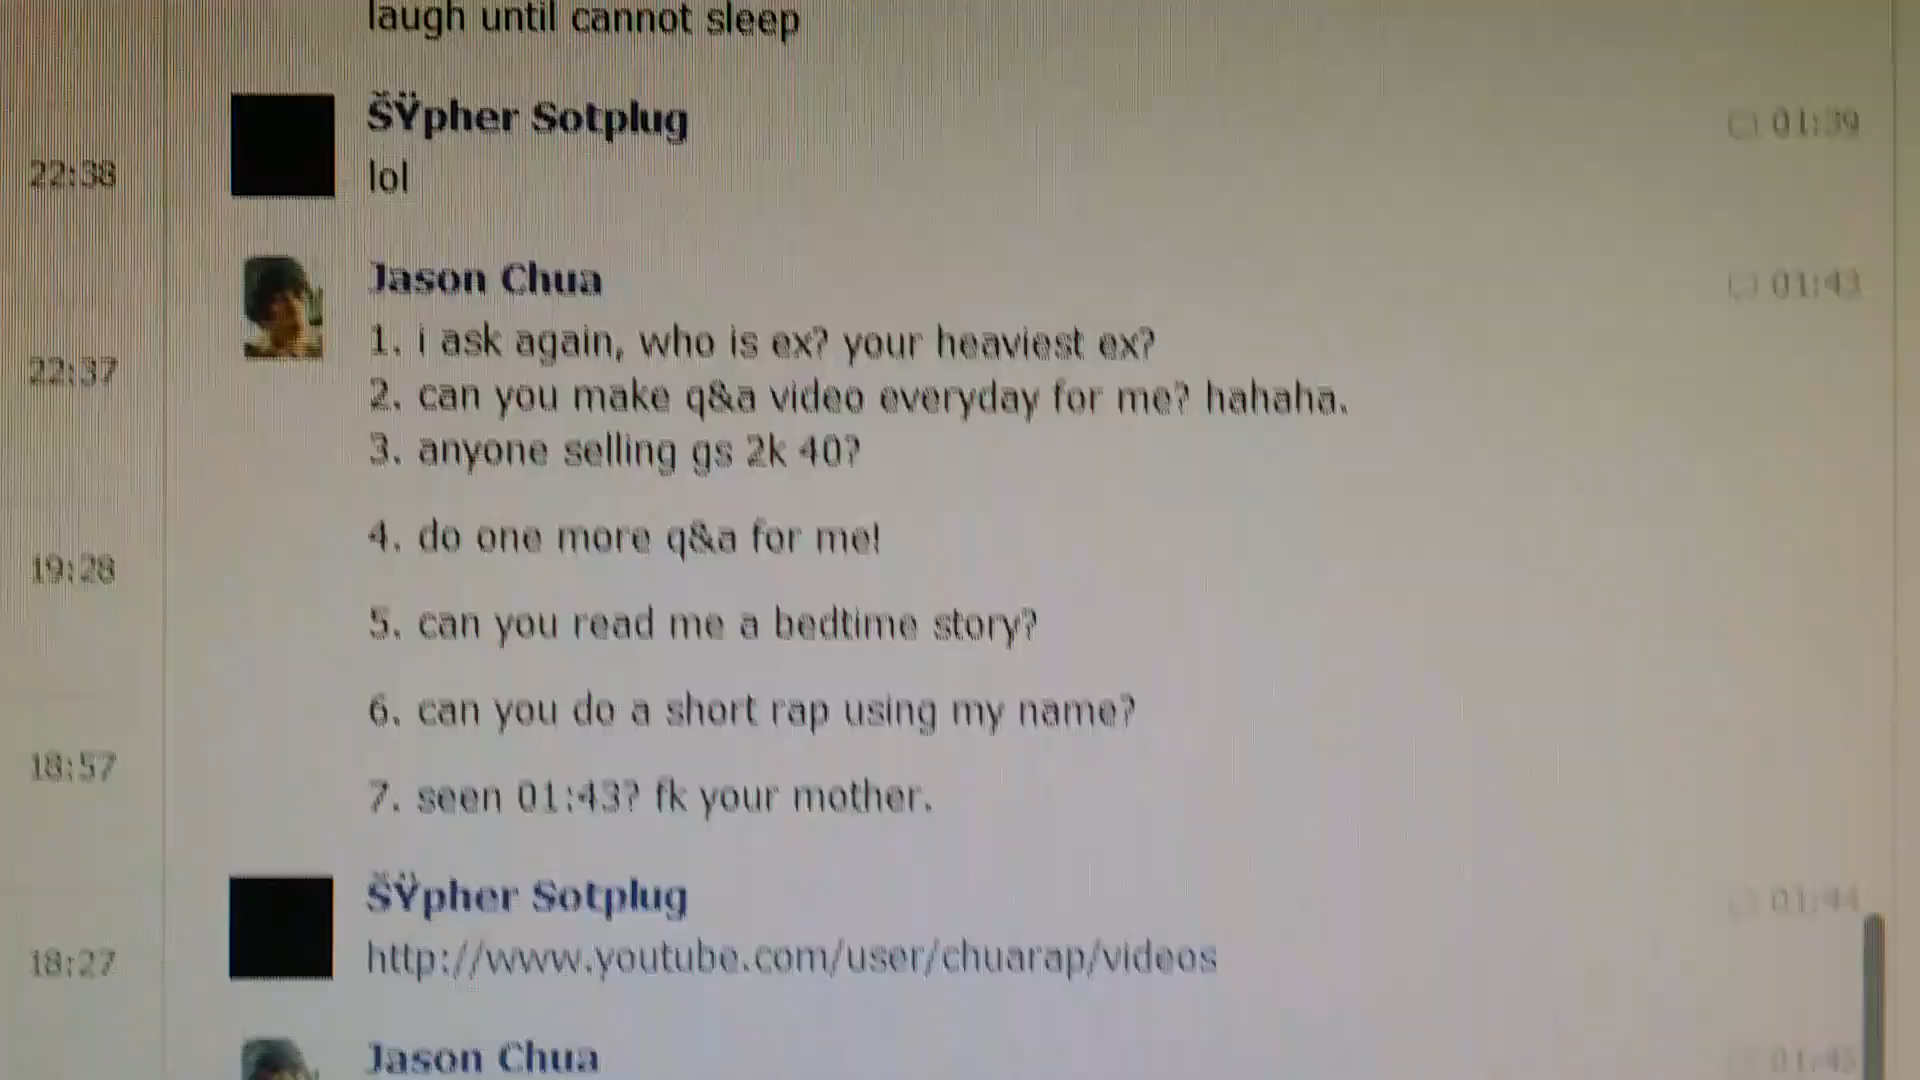 laugh until cannot sleep
ŠŸpher Sotplug
01:39
22:38
lol
Jason Chua
01:43
1. i ask again, who is ex? your heaviest ex?
22:37
2. can you make q&a video everyday for me? hahaha.
3. anyone selling gs 2k 40?
4. do one more q&a for me!
19:28
5. can you read me a bedtime story?
6. can you do a short rap using my name?
18:57
7. seen 01:43? fk your mother.
ŠŸpher Sotplug
01:44
18:27
http://www.youtube.com/user/chuarap/videos
Jason Chua
01:45